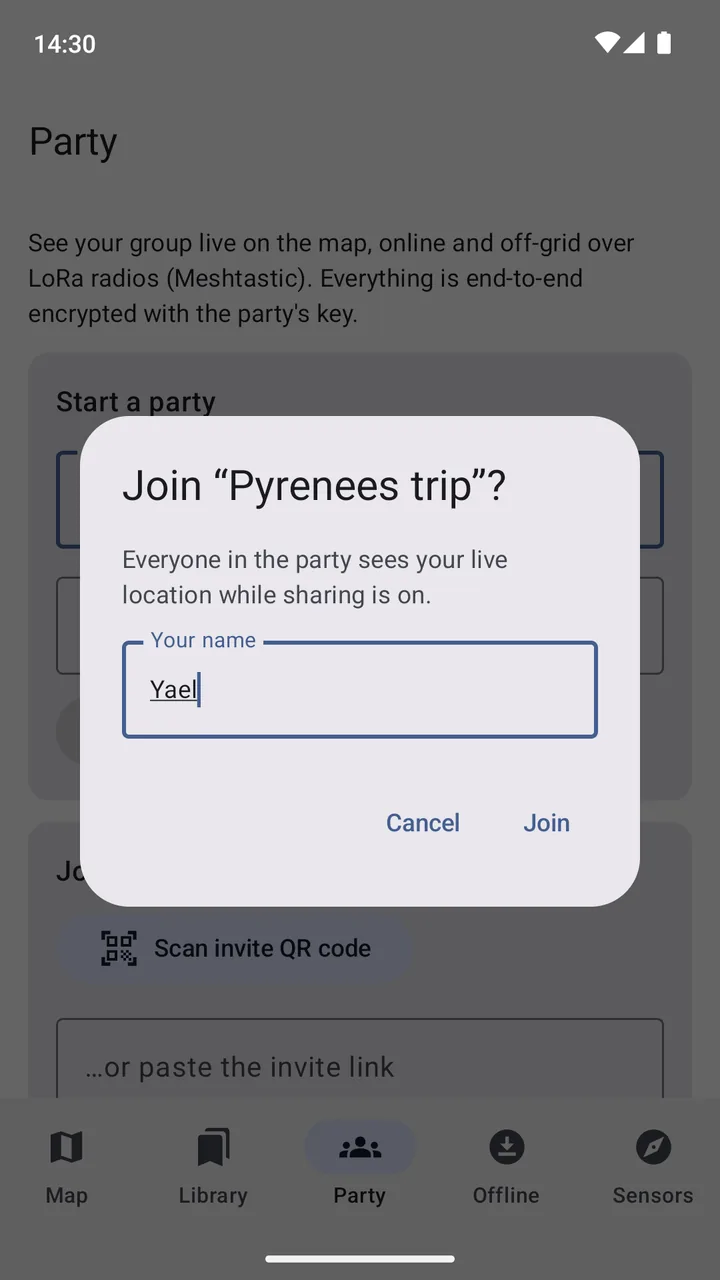 14:30
Party
See your group live on the map, online and off-grid over
LoRa radios (Meshtastic). Everything is end-to-end
encrypted with the party's key.
Start a party
Join “Pyrenees trip”?
Everyone in the party sees your live
location while sharing is on.
Your name
Yael
Cancel Join
Jo
Scan invite QR code
…or paste the invite link
Map Library Party Offline Sensors